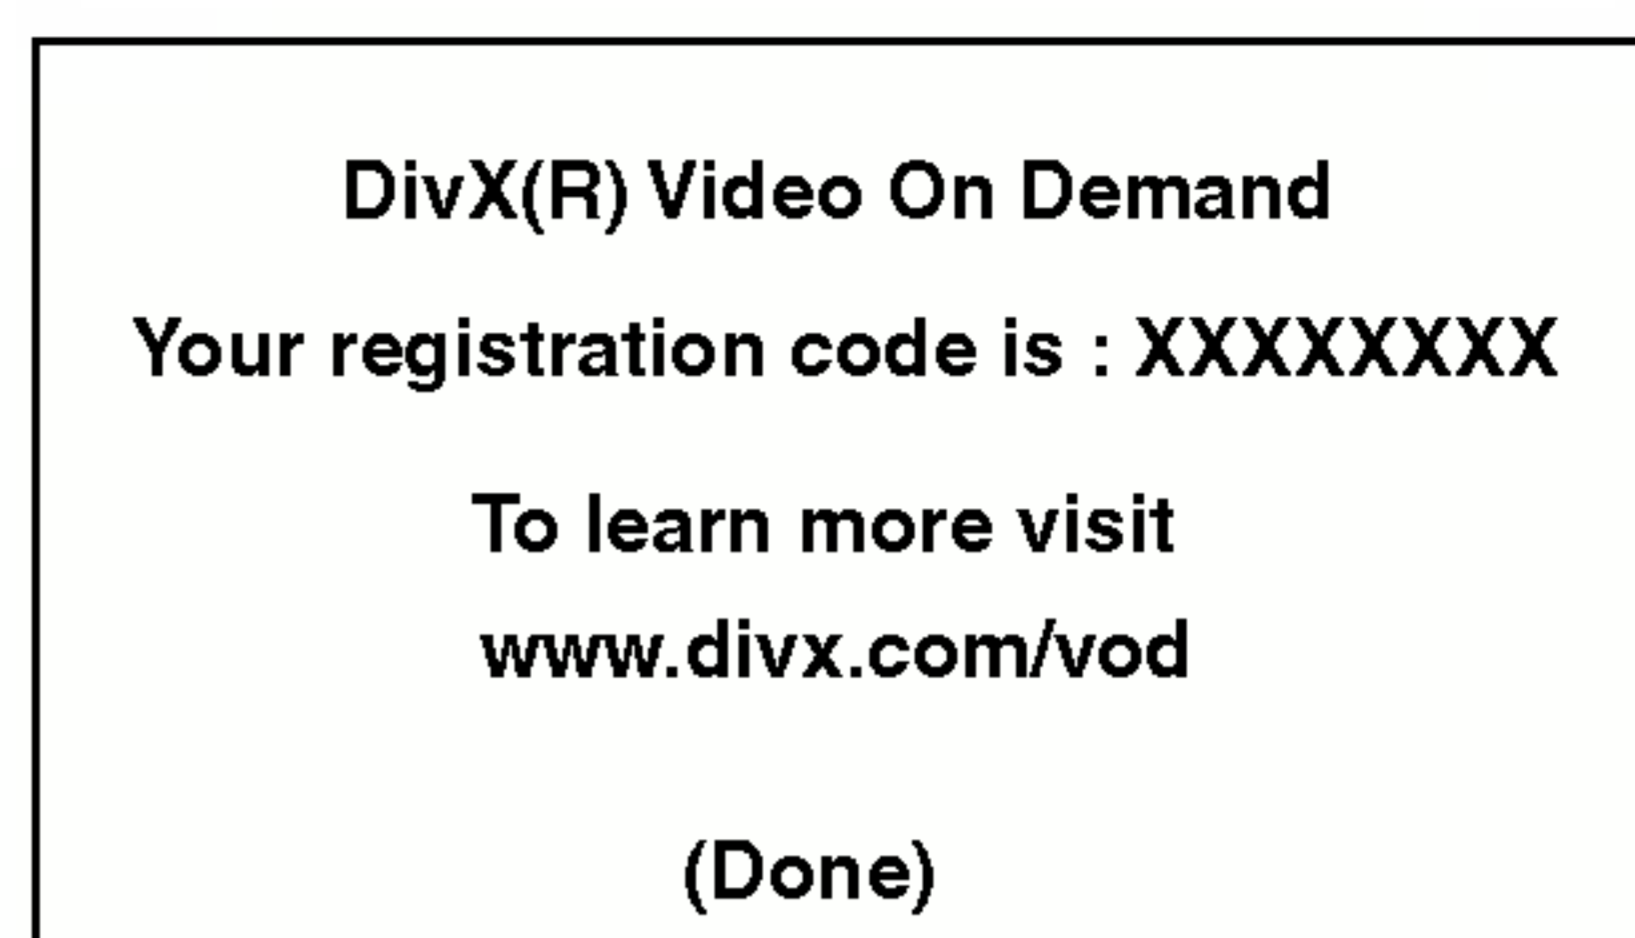 DivX(R) Video On Demand
Your registration code is : XXXXXXXX
To learn more visit
www.divx.com/vod
(Done)